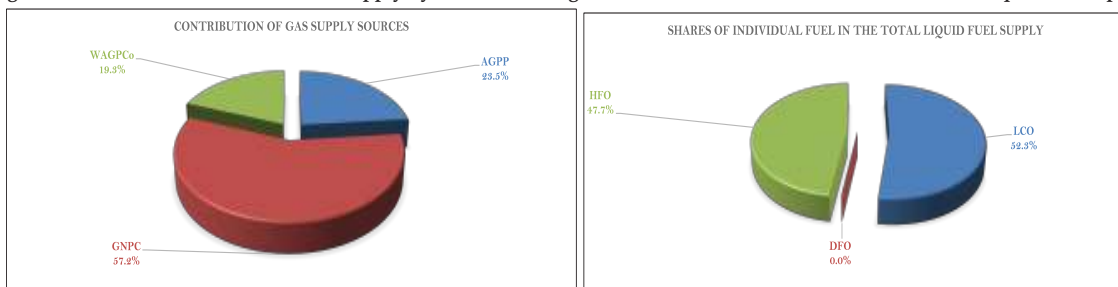 CONTRIBUTION OF GAS SUPPLY SOURCES
WAGPCo
19.3%
AGPP
23.5%
GNPC
57.2%
SHARES OF INDIVIDUAL FUEL IN THE TOTAL LIQUID FUEL SUPPLY
HFO
47.7%
LCO
52.3%
DFO
0.0%